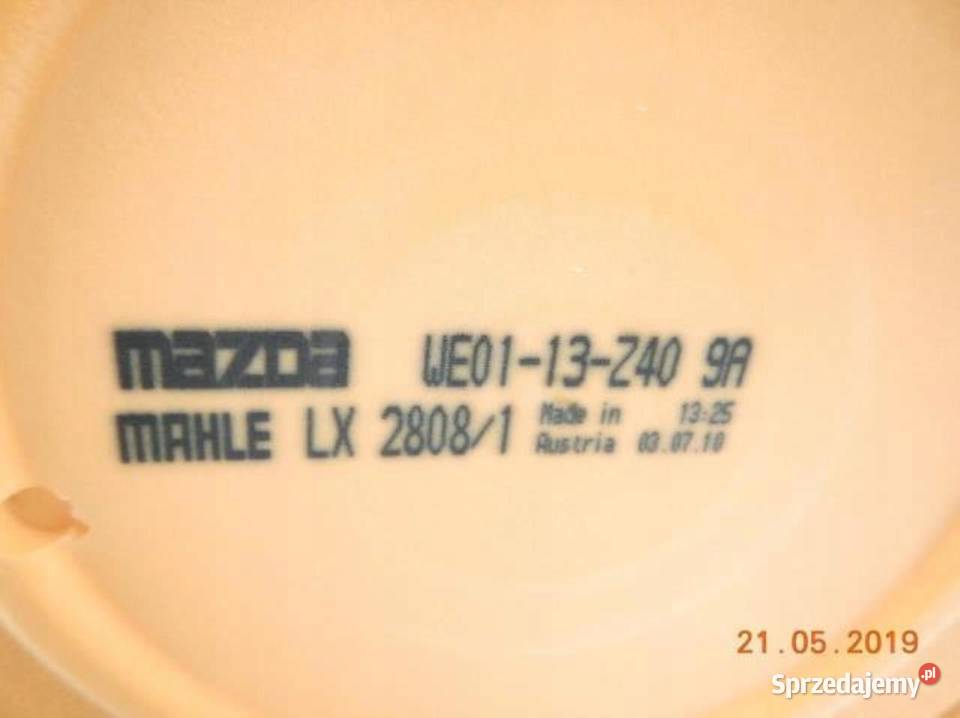 mazda WE01-13-Z40 9A
MAHLE LX 2808/1 Made in 13:25
Austria 03.07.10
21.05.2019
Sprzedajemy.pl